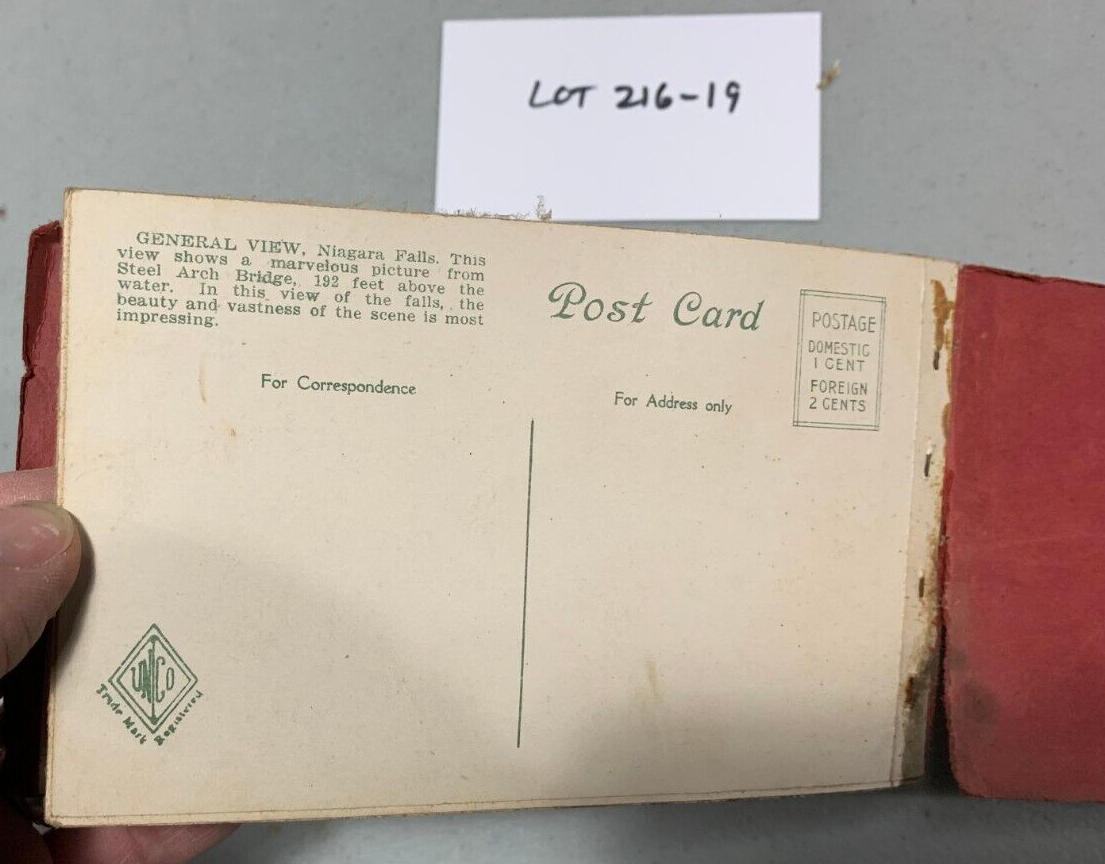 LOT 216-19
GENERAL VIEW, Niagara Falls. This
view shows a marvelous picture from
Steel Arch Bridge, 192 feet above the
water. In this view of the falls, the
beauty and vastness of the scene is most
impressing.
Post Card
POSTAGE
DOMESTIC
1 CENT
FOREIGN
2 CENTS
For Correspondence
For Address only
UNCO
Trade Mark Registered